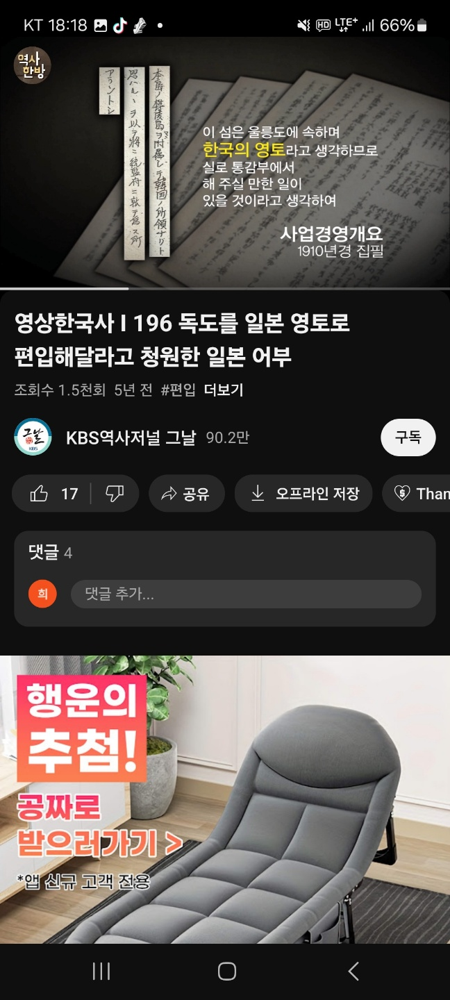 KT 18:18
HD LTE+ 66%
역사
한방
本島ノ欝陵島ヲ附属シテ韓国ノ所領ナリト
思ハルヽヲ以テ将ニ統監府ニ就テ為ス所
アラントシ
이 섬은 울릉도에 속하며
한국의 영토라고 생각하므로
실로 통감부에서
해 주실 만한 일이
있을 것이라고 생각하여
사업경영개요
1910년경 집필
영상한국사 I 196 독도를 일본 영토로
편입해달라고 청원한 일본 어부
조회수 1.5천회 5년 전 #편입 더보기
그날
KBS
KBS역사저널 그날 90.2만
구독
17
공유
오프라인 저장
Than
댓글 4
희
댓글 추가...
행운의
추첨!
공짜로
받으러가기 >
*앱 신규 고객 전용